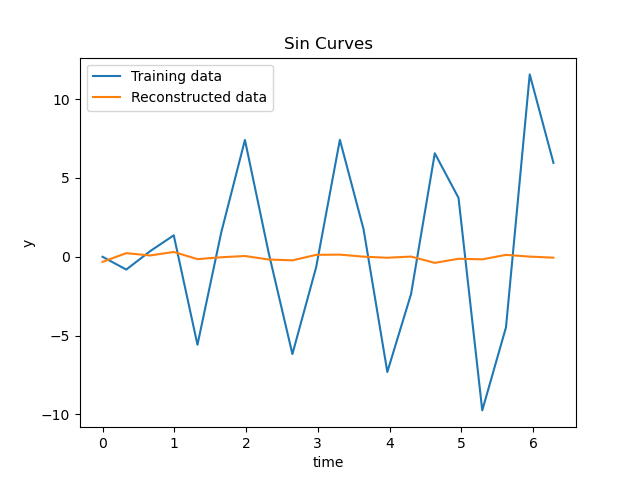 Sin Curves
Training data
Reconstructed data
10
5
0
−5
−10
y
0 1 2 3 4 5 6
time